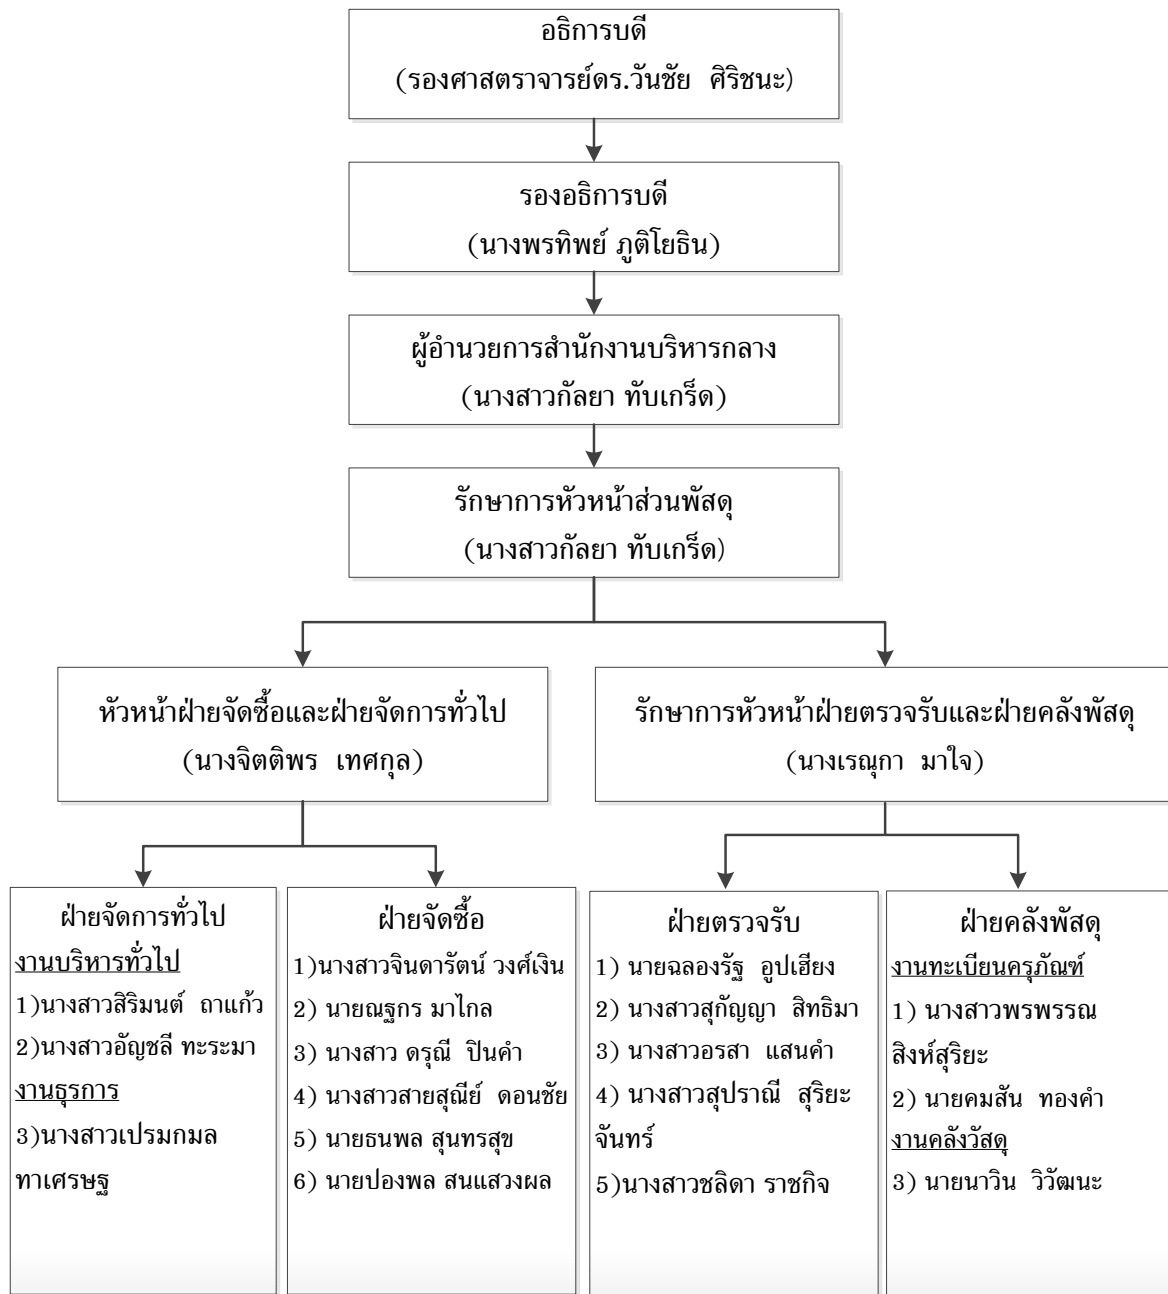 อธิการบดี
(รองศาสตราจารย์ดร.วันชัย  ศิริชนะ)
รองอธิการบดี
(นางพรทิพย์ ภูติโยธิน)
ผู้อำนวยการสำนักงานบริหารกลาง
(นางสาวกัลยา ทับเกร็ด)
รักษาการหัวหน้าส่วนพัสดุ
(นางสาวกัลยา ทับเกร็ด)
หัวหน้าฝ่ายจัดซื้อและฝ่ายจัดการทั่วไป
(นางจิตติพร  เทศกุล)
รักษาการหัวหน้าฝ่ายตรวจรับและฝ่ายคลังพัสดุ
(นางเรณุกา  มาใจ)
ฝ่ายจัดการทั่วไป
งานบริหารทั่วไป
1)นางสาวสิริมนต์  ถาแก้ว
2)นางสาวอัญชลี ทะระมา
งานธุรการ
3)นางสาวเปรมกมล
ทาเศรษฐ
ฝ่ายจัดซื้อ
1)นางสาวจินดารัตน์ วงศ์เงิน
2) นายณฐกร มาไกล
3) นางสาว ดรุณี  ปินคำ
4) นางสาวสายสุณีย์  ดอนชัย
5) นายธนพล สุนทรสุข
6) นายปองพล สนแสวงผล
ฝ่ายตรวจรับ
1) นายฉลองรัฐ  อูปเฮียง
2) นางสาวสุกัญญา  สิทธิมา
3) นางสาวอรสา  แสนคำ
4) นางสาวสุปราณี  สุริยะ
จันทร์
5)นางสาวชลิดา ราชกิจ
ฝ่ายคลังพัสดุ
งานทะเบียนครุภัณฑ์
1) นางสาวพรพรรณ
สิงห์สุริยะ
2) นายคมสัน  ทองคำ
งานคลังวัสดุ
3) นายนาวิน  วิวัฒนะ